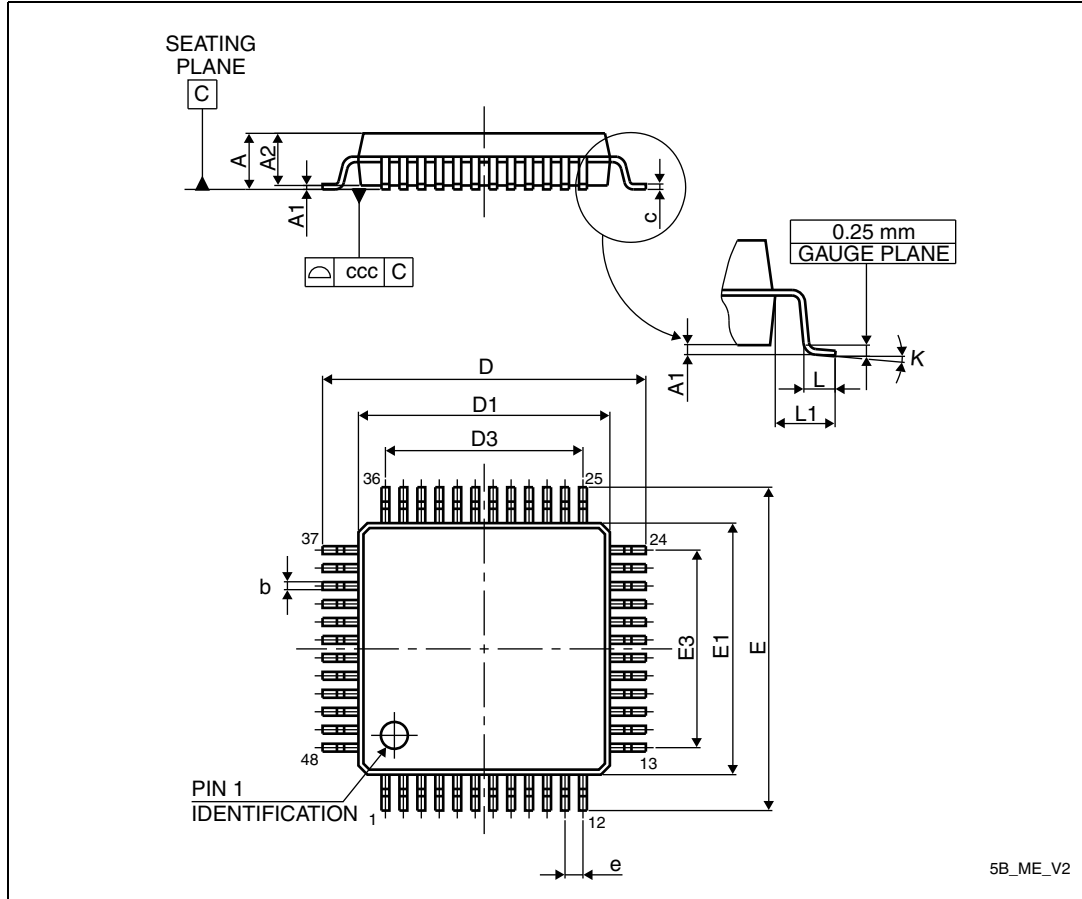 SEATING
PLANE
C
A
A2
A1
c
ccc C
0.25 mm
GAUGE PLANE
A1
K
L
L1
D
D1
D3
36
25
37
24
b
E3
E1
E
48
13
PIN 1
IDENTIFICATION
1
12
e
5B_ME_V2